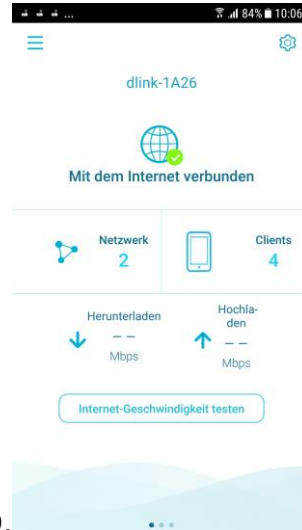 84% 10:06
dlink-1A26
Mit dem Internet verbunden
Netzwerk
2
Clients
4
Herunterladen
– –
Mbps
Hochla-
den
– –
Mbps
Internet-Geschwindigkeit testen